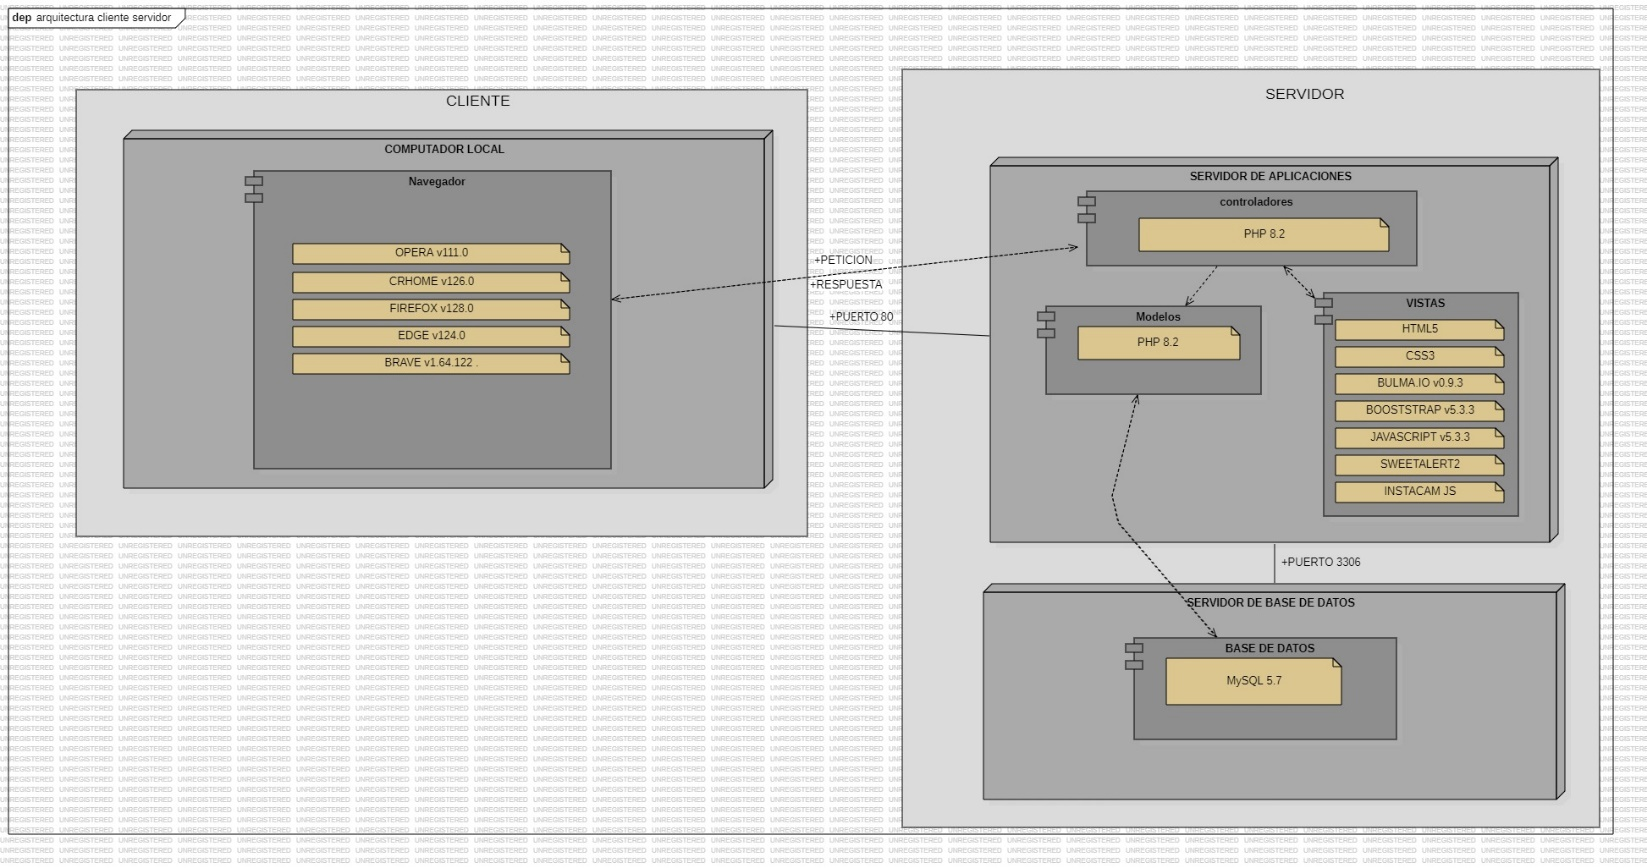 dep arquitectura cliente servidor
CLIENTE
COMPUTADOR LOCAL
Navegador
OPERA v111.0
CRHOME v126.0
FIREFOX v128.0
EDGE v124.0
BRAVE v1.64.122 .
+PETICION
+RESPUESTA
+PUERTO 80
SERVIDOR
SERVIDOR DE APLICACIONES
controladores
PHP 8.2
Modelos
PHP 8.2
VISTAS
HTML5
CSS3
BULMA.IO v0.9.3
BOOSTSTRAP v5.3.3
JAVASCRIPT v5.3.3
SWEETALERT2
INSTACAM JS
+PUERTO 3306
SERVIDOR DE BASE DE DATOS
BASE DE DATOS
MySQL 5.7
UNREGISTERED